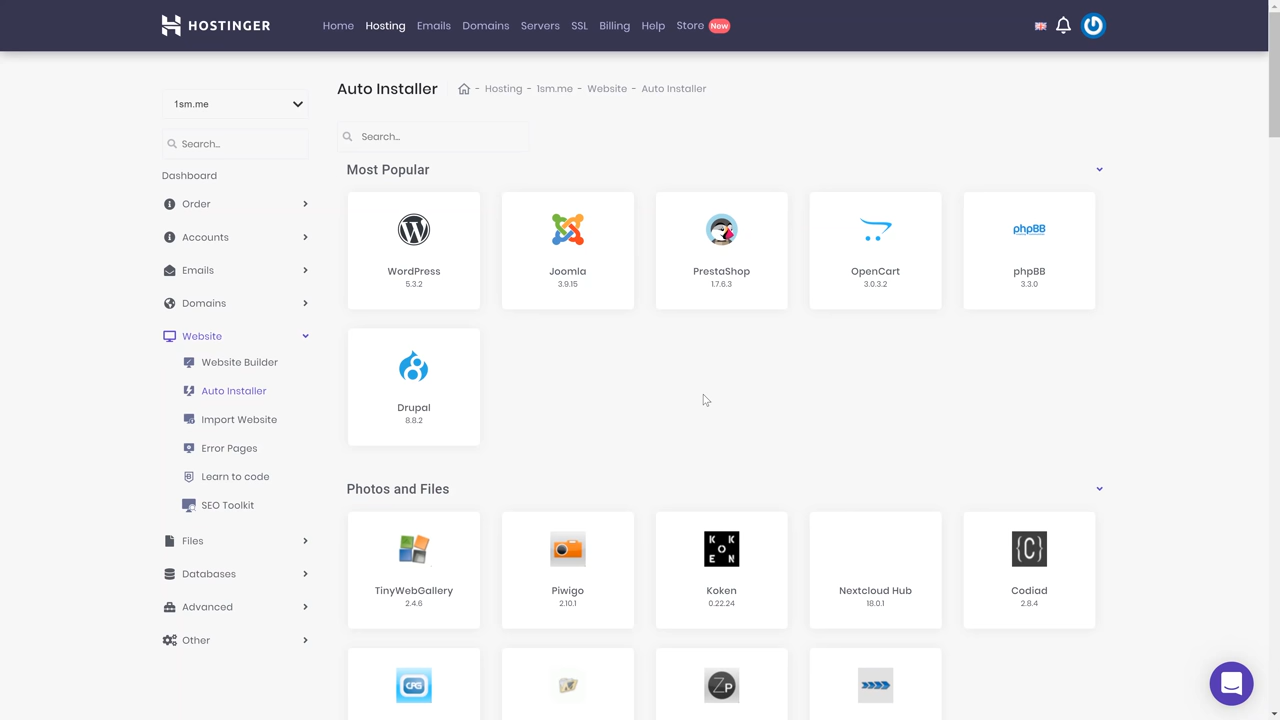 HOSTINGER
Home Hosting Emails Domains Servers SSL Billing Help Store New
1sm.me
Search...
Dashboard
Order
Accounts
Emails
Domains
Website
Website Builder
Auto Installer
Import Website
Error Pages
Learn to code
SEO Toolkit
Files
Databases
Advanced
Other
Auto Installer
- Hosting - 1sm.me - Website - Auto Installer
Search...
Most Popular
WordPress
5.3.2
Joomla
3.9.15
PrestaShop
1.7.6.3
OpenCart
3.0.3.2
phpBB
phpBB
3.3.0
Drupal
8.8.2
Photos and Files
TinyWebGallery
2.4.6
Piwigo
2.10.1
KOKEN
Koken
0.22.24
Nextcloud Hub
18.0.1
{C}
Codiad
2.8.4
CPG
ZP